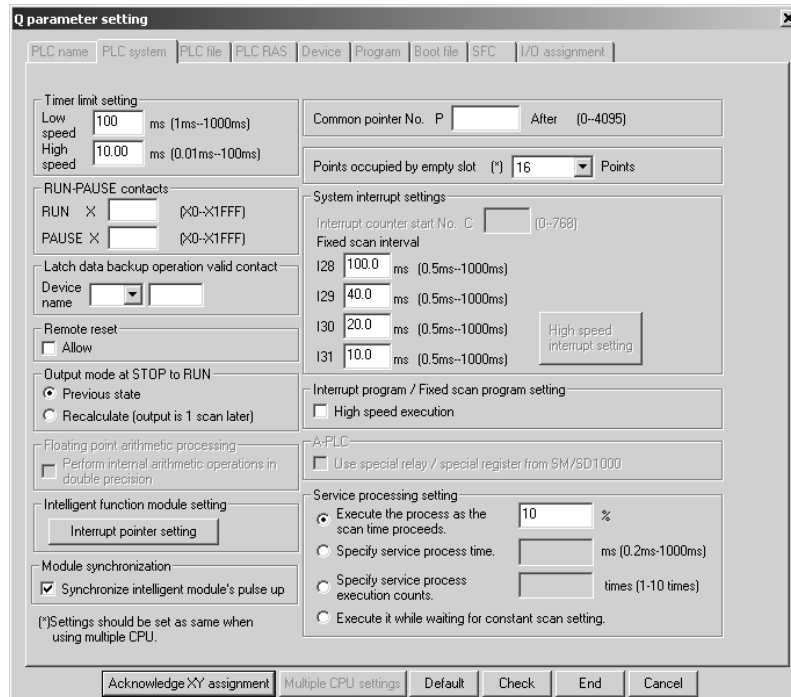 Q parameter setting
PLC name PLC system PLC file PLC RAS Device Program Boot file SFC I/O assignment
Timer limit setting
Low speed 100 ms (1ms--1000ms)
High speed 10.00 ms (0.01ms--100ms)
RUN-PAUSE contacts
RUN X (X0--X1FFF)
PAUSE X (X0--X1FFF)
Latch data backup operation valid contact
Device name
Remote reset
Allow
Output mode at STOP to RUN
Previous state
Recalculate (output is 1 scan later)
Floating point arithmetic processing
Perform internal arithmetic operations in
double precision
Intelligent function module setting
Interrupt pointer setting
Module synchronization
Synchronize intelligent module's pulse up
(*)Settings should be set as same when
using multiple CPU.
Common pointer No. P After (0--4095)
Points occupied by empty slot (*) 16 Points
System interrupt settings
Interrupt counter start No. C (0--768)
Fixed scan interval
I28 100.0 ms (0.5ms--1000ms)
I29 40.0 ms (0.5ms--1000ms)
I30 20.0 ms (0.5ms--1000ms)
I31 10.0 ms (0.5ms--1000ms)
High speed
interrupt setting
Interrupt program / Fixed scan program setting
High speed execution
A-PLC
Use special relay / special register from SM/SD1000
Service processing setting
Execute the process as the
scan time proceeds. 10 %
Specify service process time. ms (0.2ms-1000ms)
Specify service process
execution counts. times (1-10 times)
Execute it while waiting for constant scan setting.
Acknowledge XY assignment Multiple CPU settings Default Check End Cancel